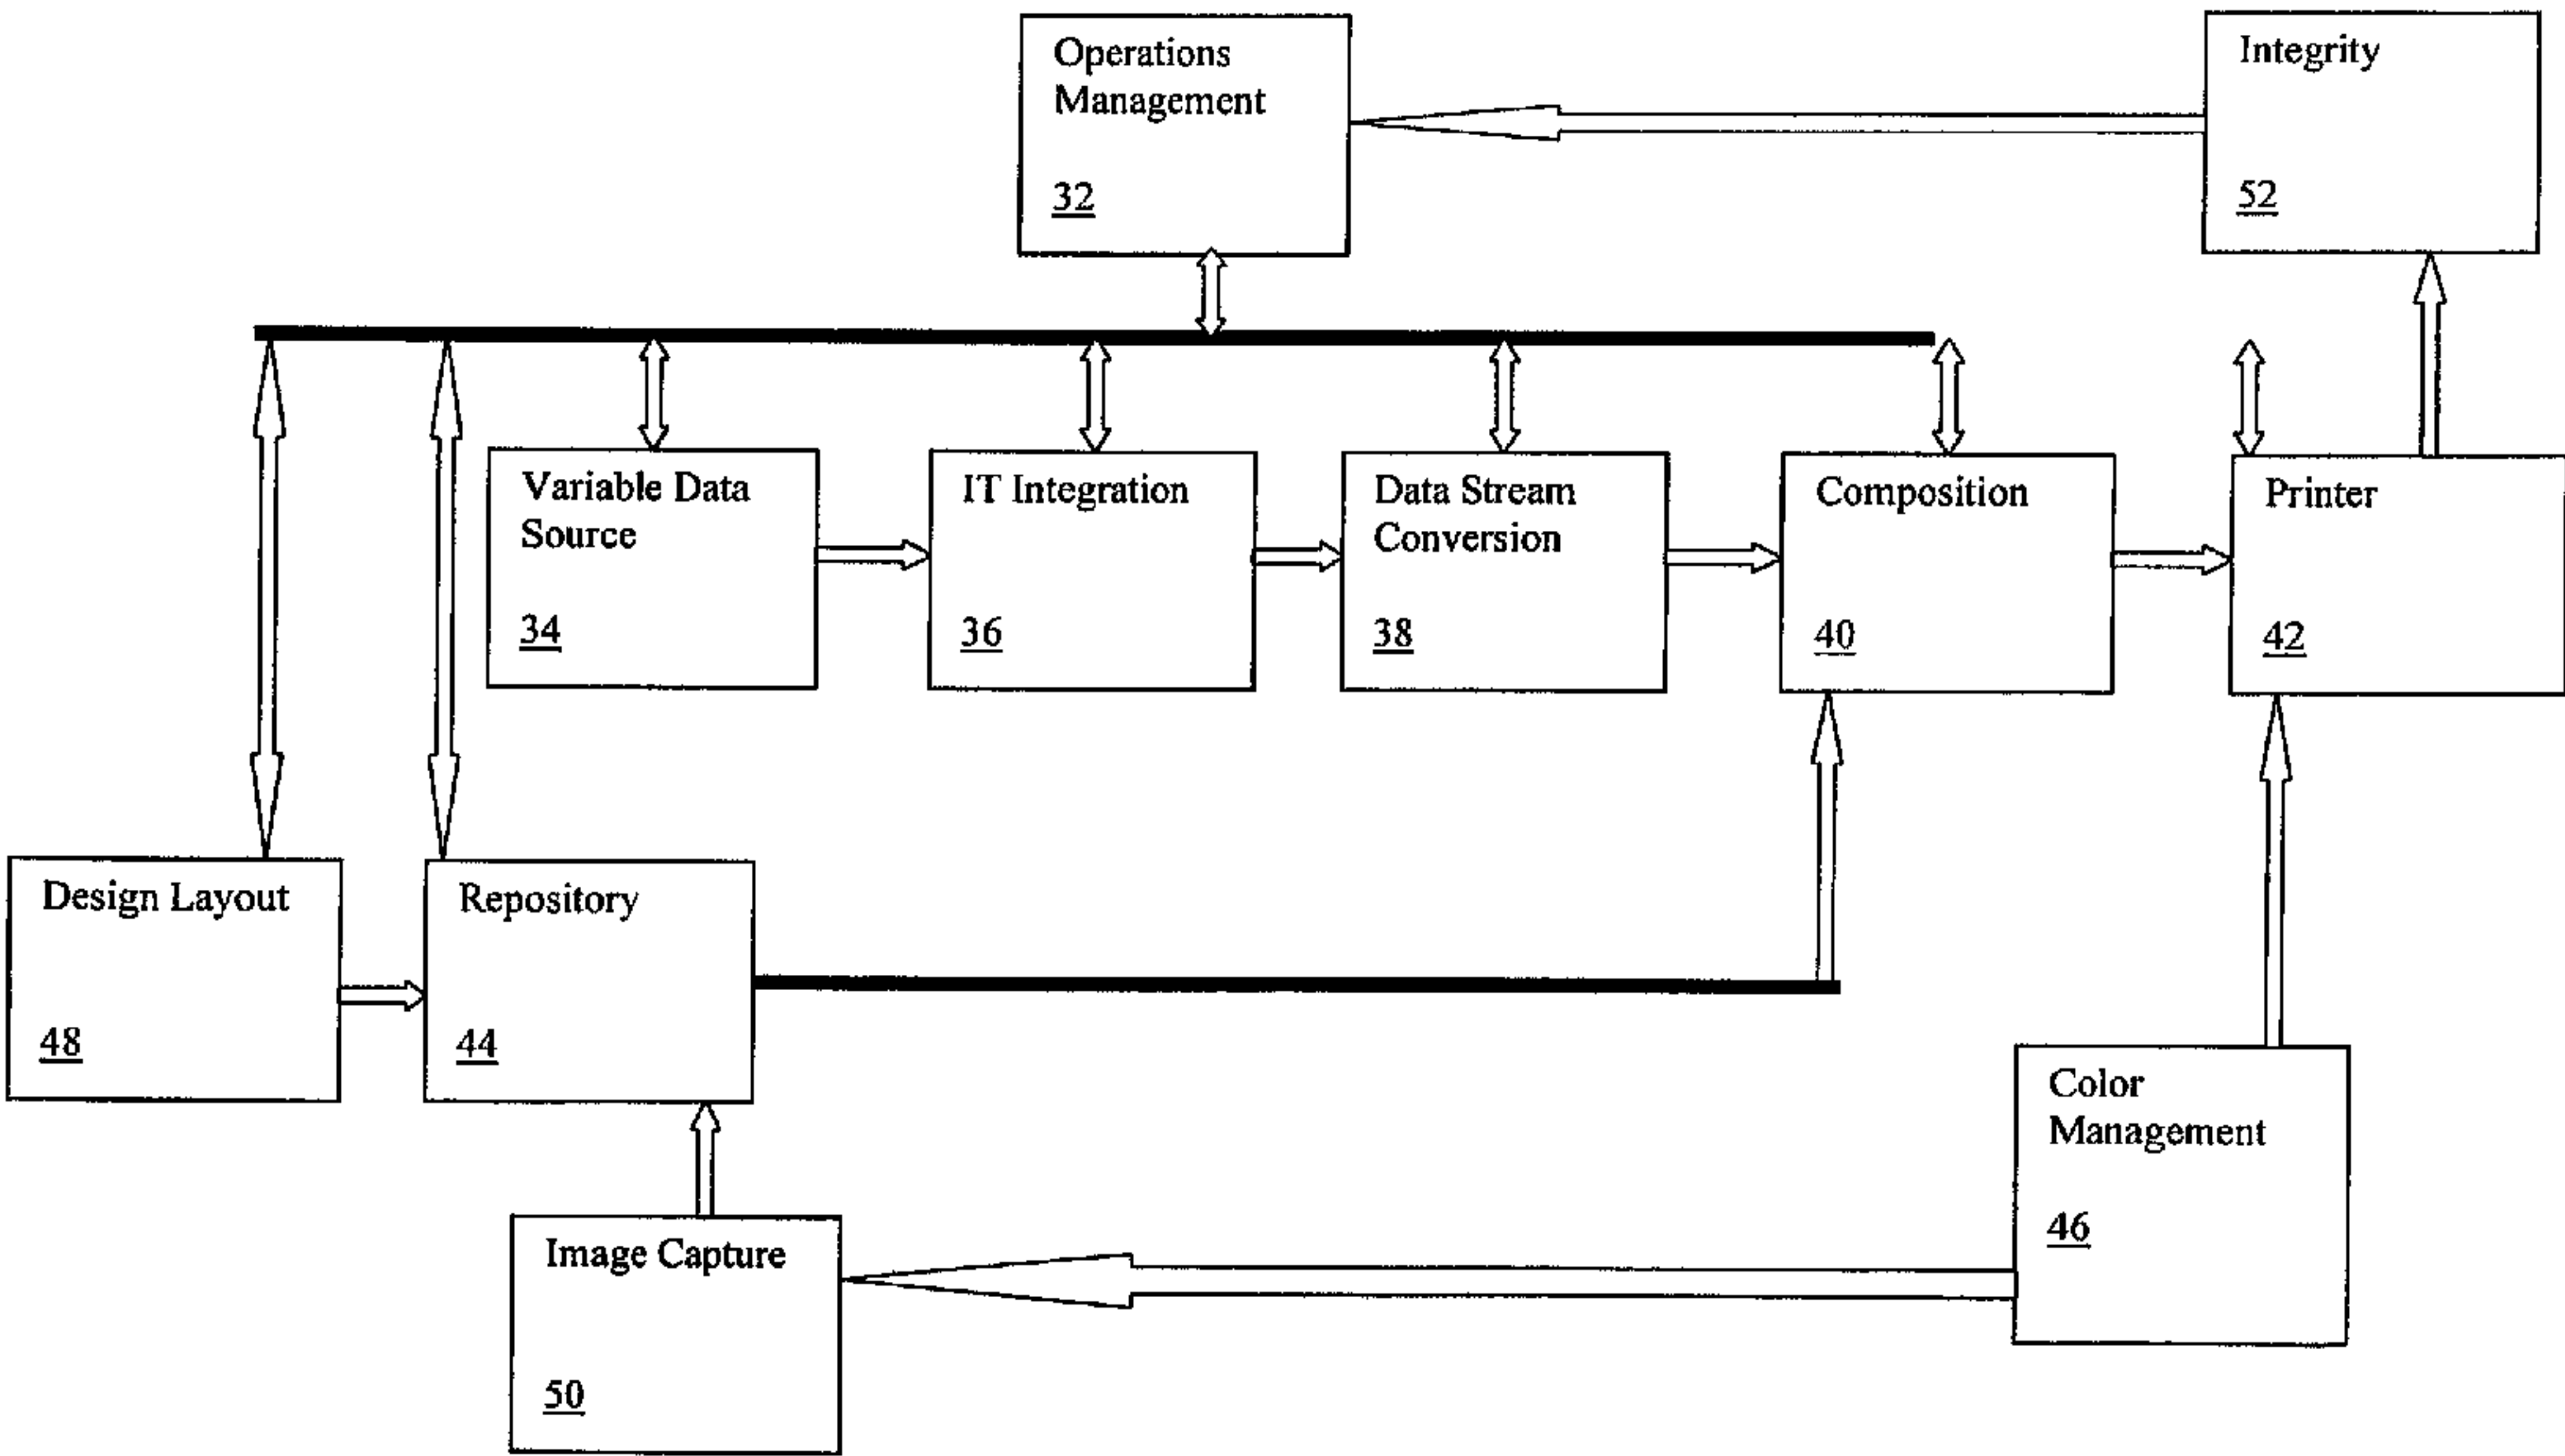 Operations
Management
32
Integrity
52
Variable Data
Source
34
IT Integration
36
Data Stream
Conversion
38
Composition
40
Printer
42
Design Layout
48
Repository
44
Color
Management
46
Image Capture
50